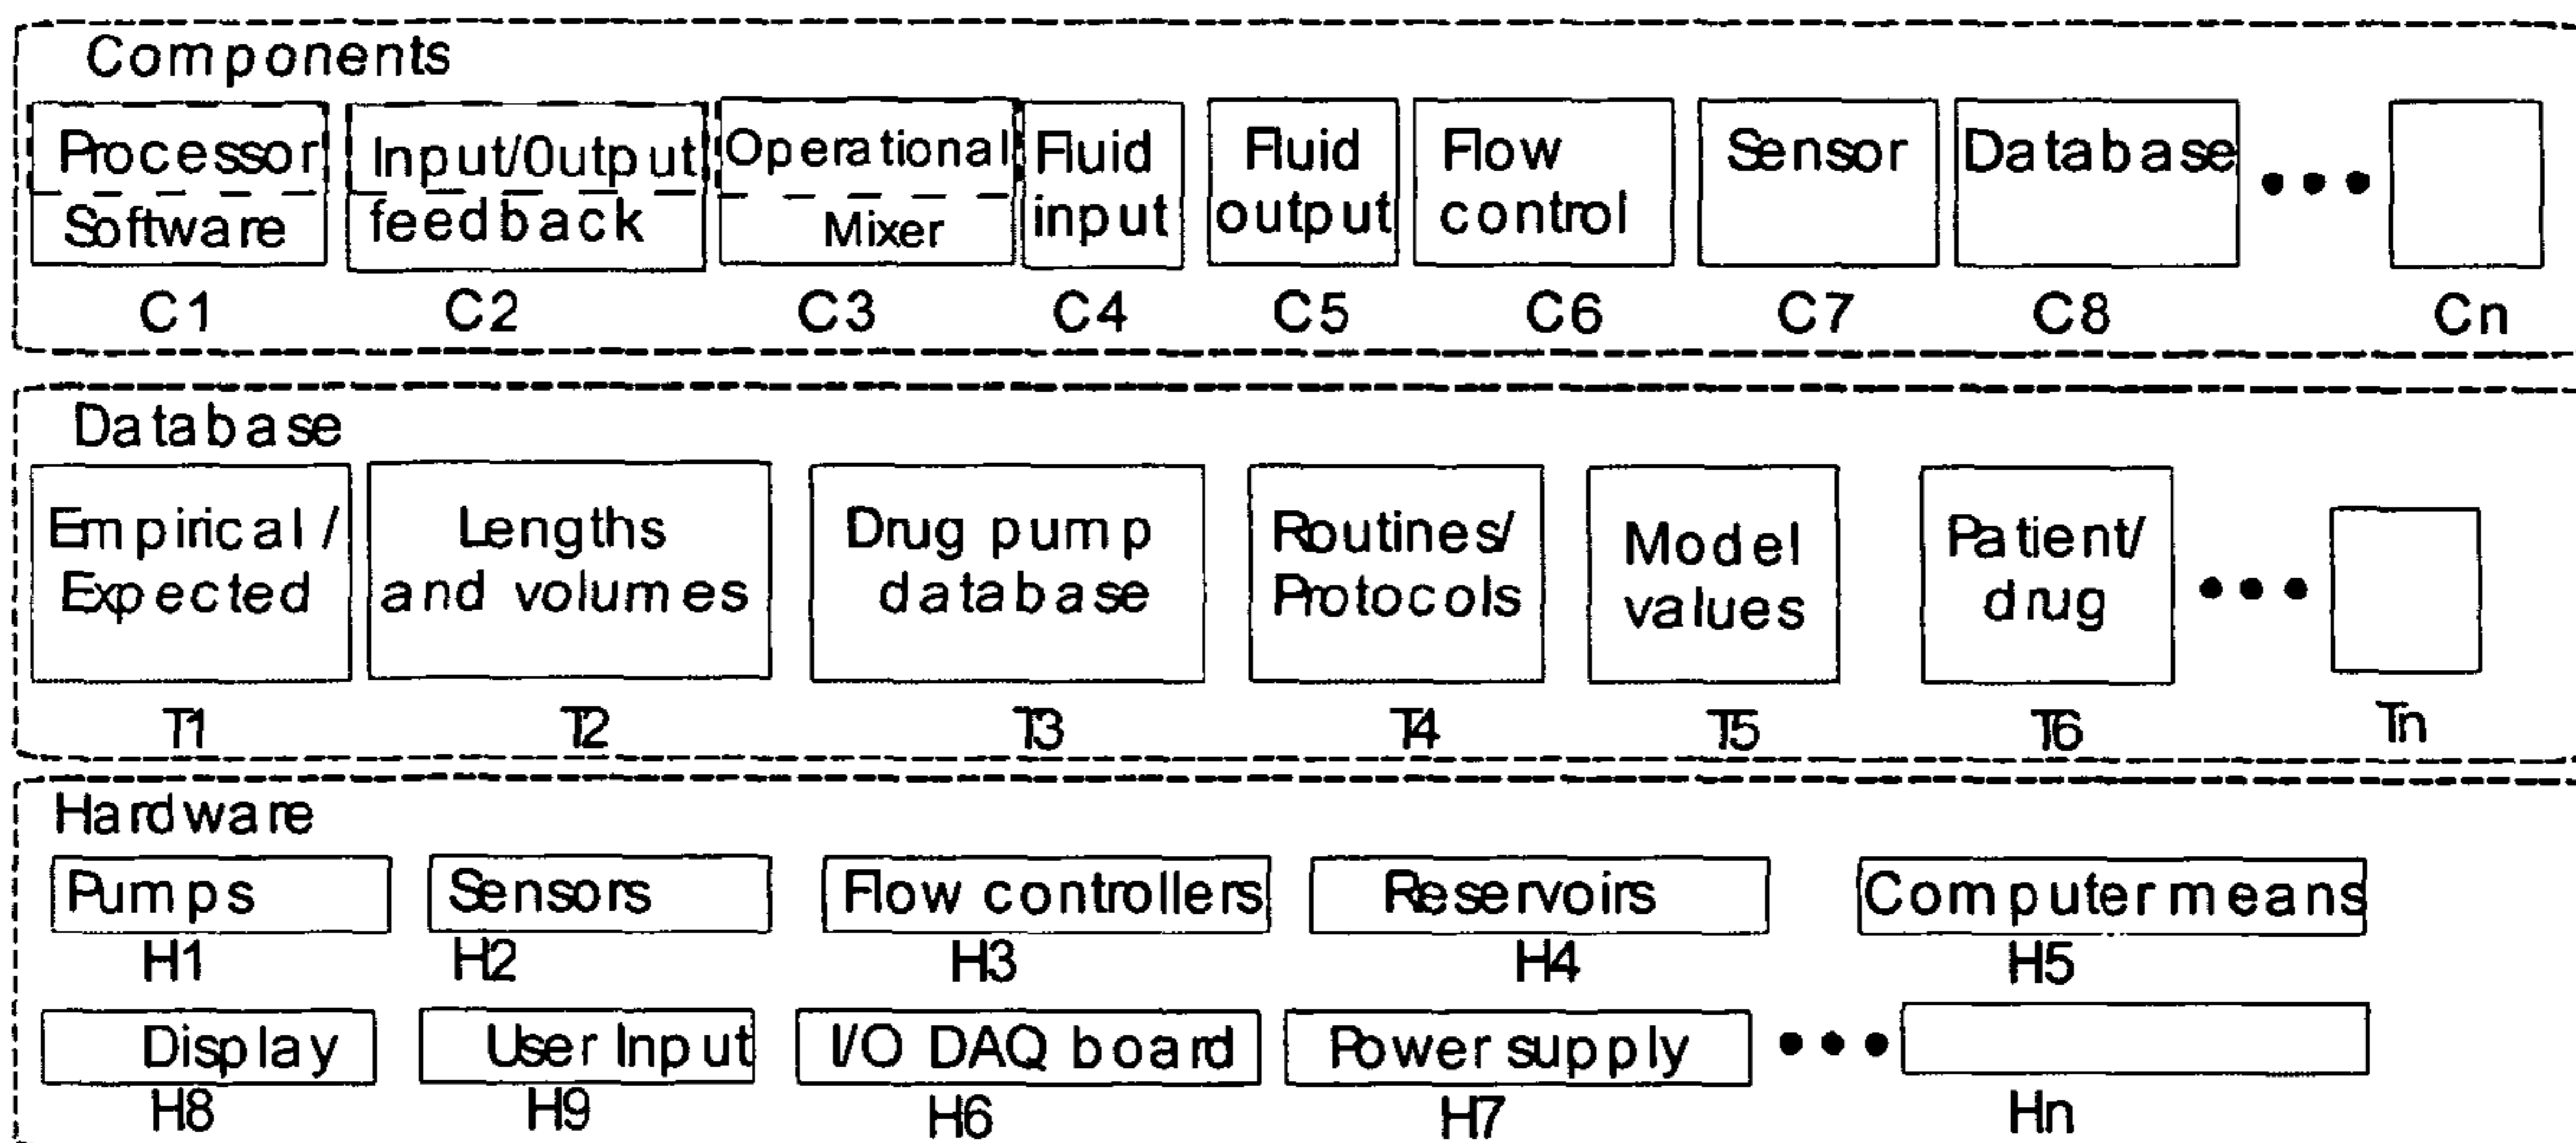 Components
Processor
Software
Input/Output
feedback
Operational
Mixer
Fluid
input
Fluid
output
Flow
control
Sensor
Database
C1 C2 C3 C4 C5 C6 C7 C8 Cn
Database
Empirical /
Expected
Lengths
and volumes
Drug pump
database
Routines/
Protocols
Model
values
Patient/
drug
T1 T2 T3 T4 T5 T6 Tn
Hardware
Pumps Sensors Flow controllers Reservoirs Computer means
H1 H2 H3 H4 H5
Display User Input I/O DAQ board Power supply
H8 H9 H6 H7 Hn